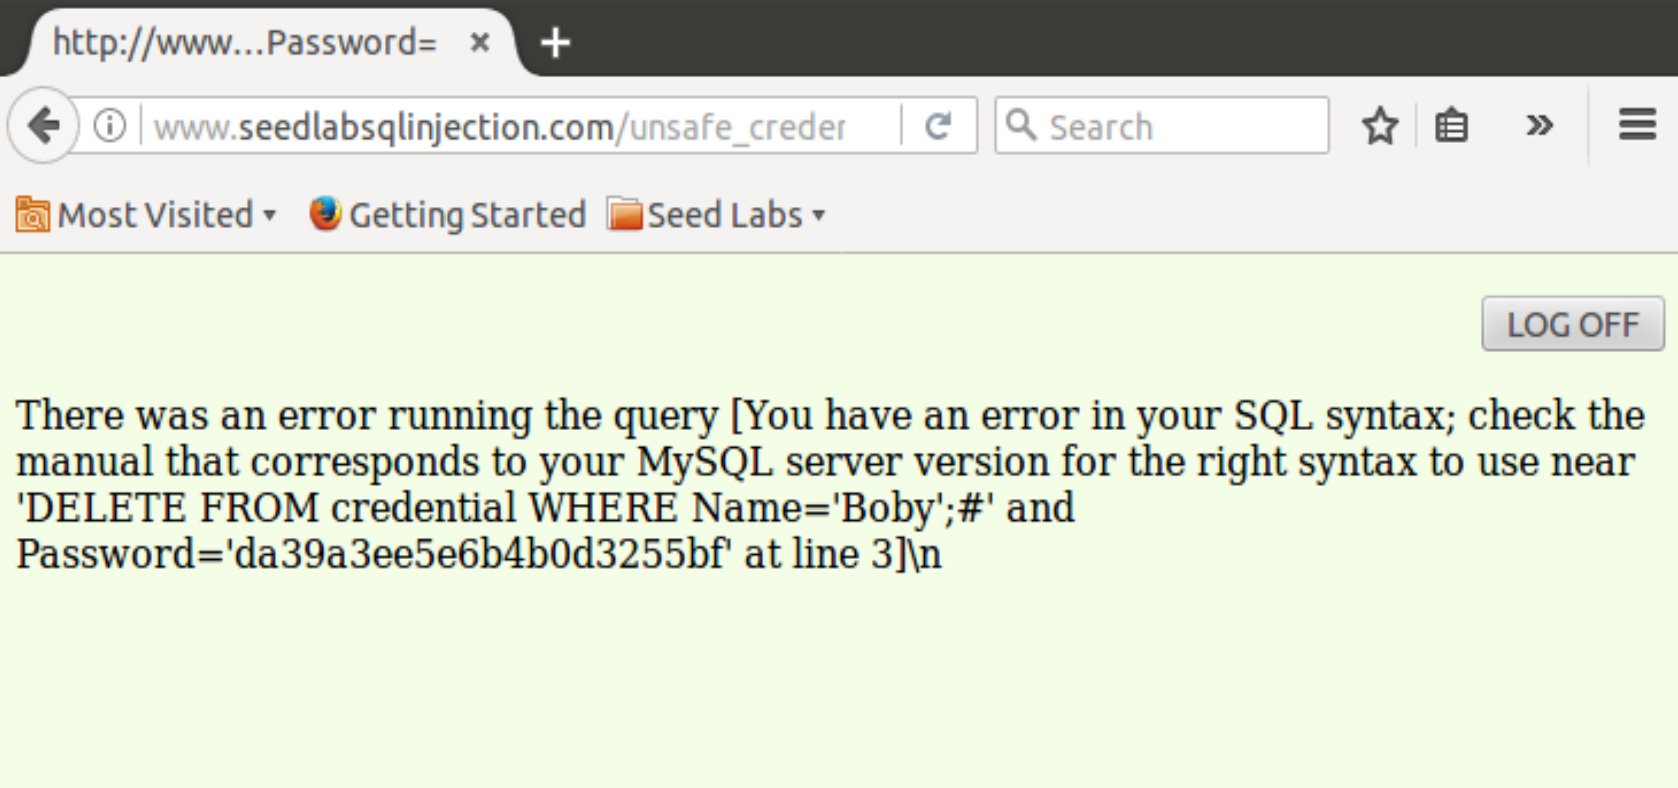 http://www...Password=
www.seedlabsqlinjection.com/unsafe_creder
Search
Most Visited
Getting Started
Seed Labs
LOG OFF
There was an error running the query [You have an error in your SQL syntax; check the
manual that corresponds to your MySQL server version for the right syntax to use near
'DELETE FROM credential WHERE Name='Boby';#' and
Password='da39a3ee5e6b4b0d3255bf' at line 3]\n